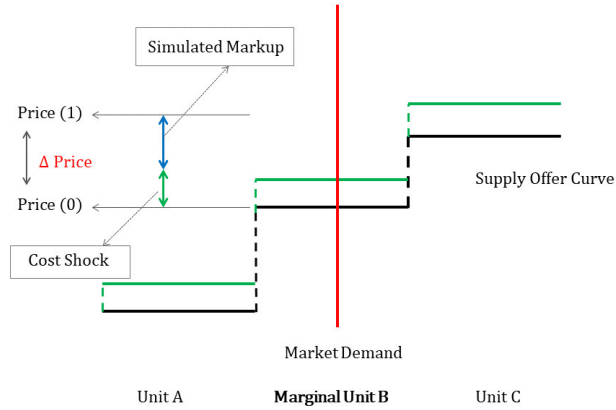 Simulated Markup
Price (1)
Δ Price
Supply Offer Curve
Price (0)
Cost Shock
Market Demand
Unit A
Marginal Unit B
Unit C